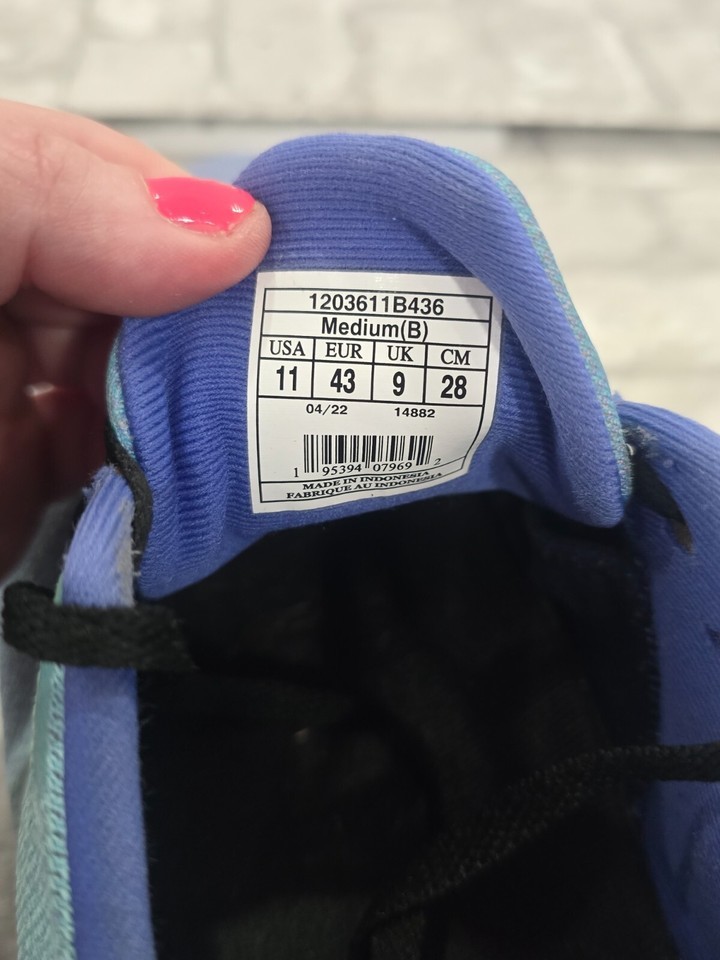 1203611B436
Medium(B)
USA EUR UK CM
11 43 9 28
04/22 14882
1 95394 07969 2
MADE IN INDONESIA
FABRIQUE AU INDONESIA